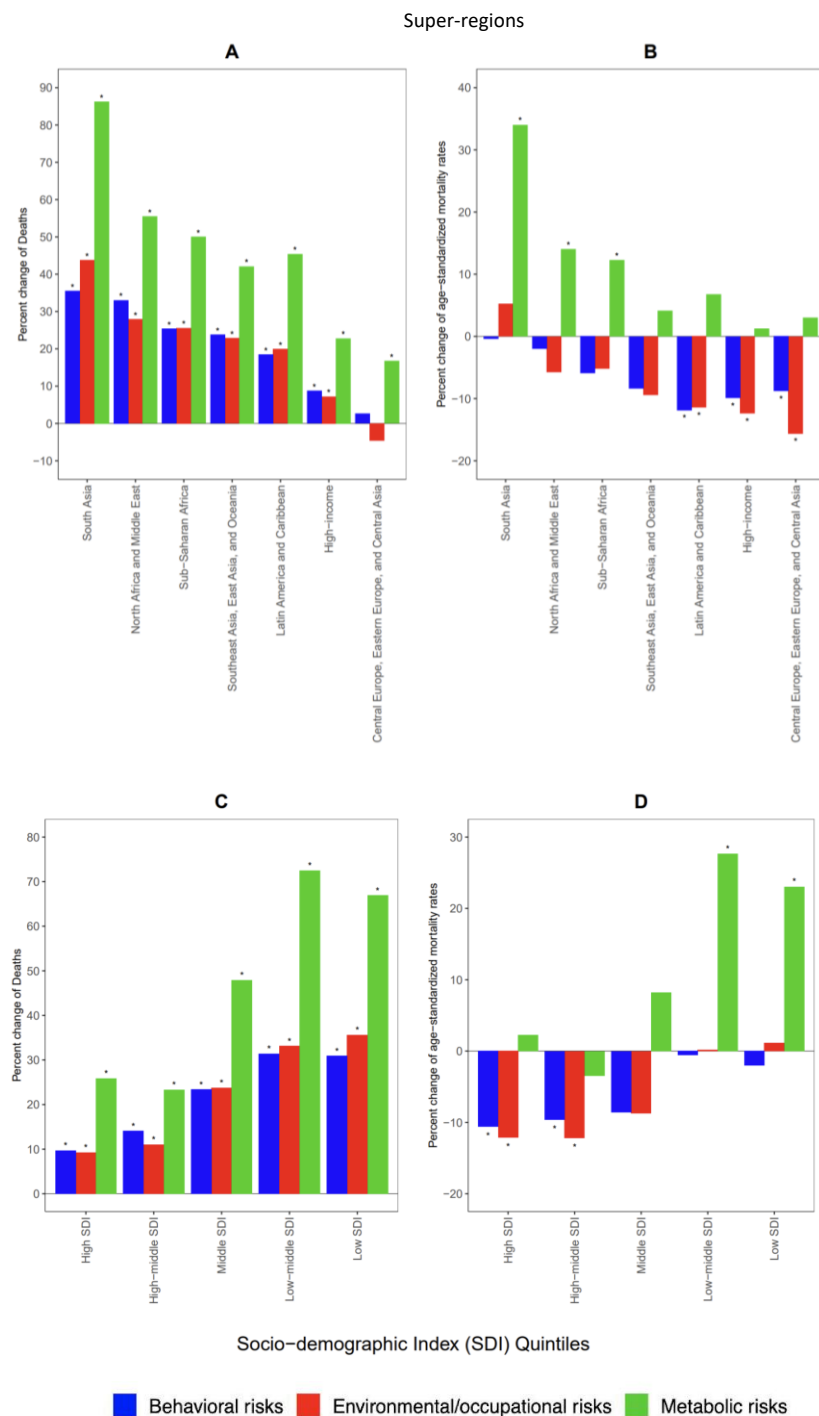 Super-regions
A
B
Percent change of Deaths
90
80
70
60
50
40
30
20
10
0
−10
* * * * * * * * * * * * * * * * * * *
South Asia
North Africa and Middle East
Sub−Saharan Africa
Southeast Asia, East Asia, and Oceania
Latin America and Caribbean
High−income
Central Europe, Eastern Europe, and Central Asia
Percent change of age−standardized mortality rates
40
30
20
10
0
−10
−20
* * * * * * * * *
South Asia
North Africa and Middle East
Sub−Saharan Africa
Southeast Asia, East Asia, and Oceania
Latin America and Caribbean
High−income
Central Europe, Eastern Europe, and Central Asia
C
D
Percent change of Deaths
80
70
60
50
40
30
20
10
0
* * * * * * * * * * * * * * *
High SDI
High−middle SDI
Middle SDI
Low−middle SDI
Low SDI
Percent change of age−standardized mortality rates
30
20
10
0
−10
−20
* * * * * *
High SDI
High−middle SDI
Middle SDI
Low−middle SDI
Low SDI
Socio−demographic Index (SDI) Quintiles
Behavioral risks Environmental/occupational risks Metabolic risks